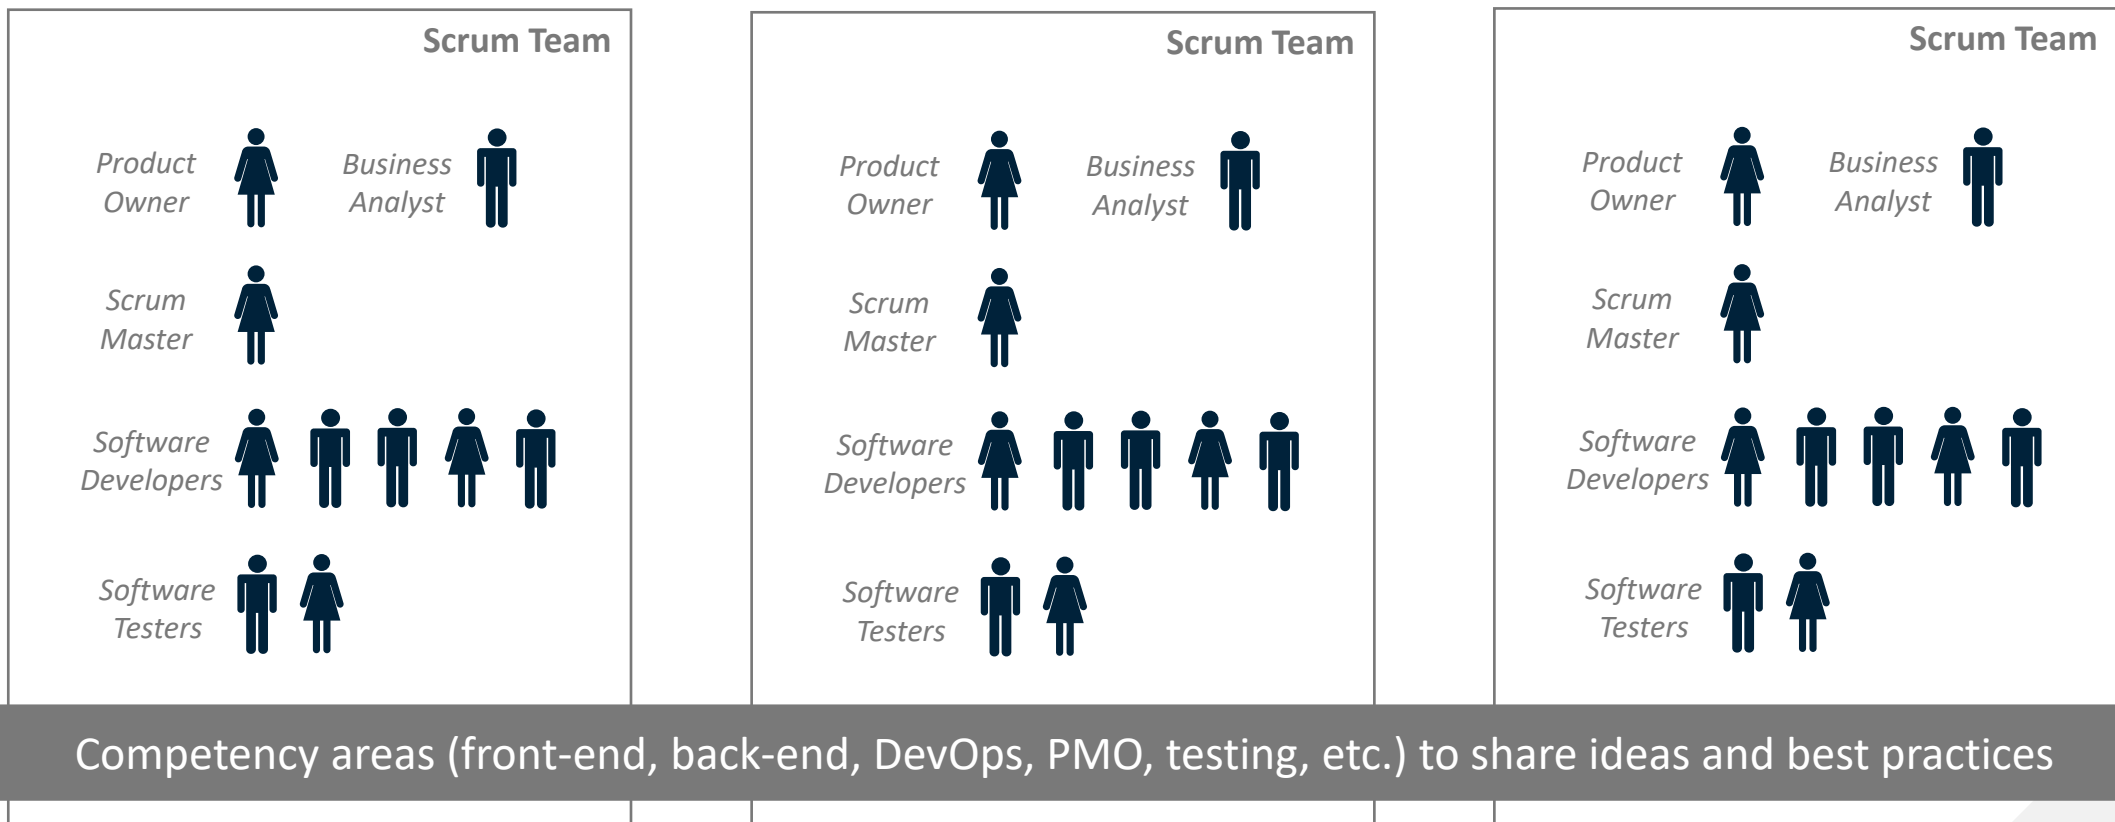 Scrum Team
Product
Owner
Business
Analyst
Scrum
Master
Software
Developers
Software
Testers
Scrum Team
Product
Owner
Business
Analyst
Scrum
Master
Software
Developers
Software
Testers
Scrum Team
Product
Owner
Business
Analyst
Scrum
Master
Software
Developers
Software
Testers
Competency areas (front-end, back-end, DevOps, PMO, testing, etc.) to share ideas and best practices